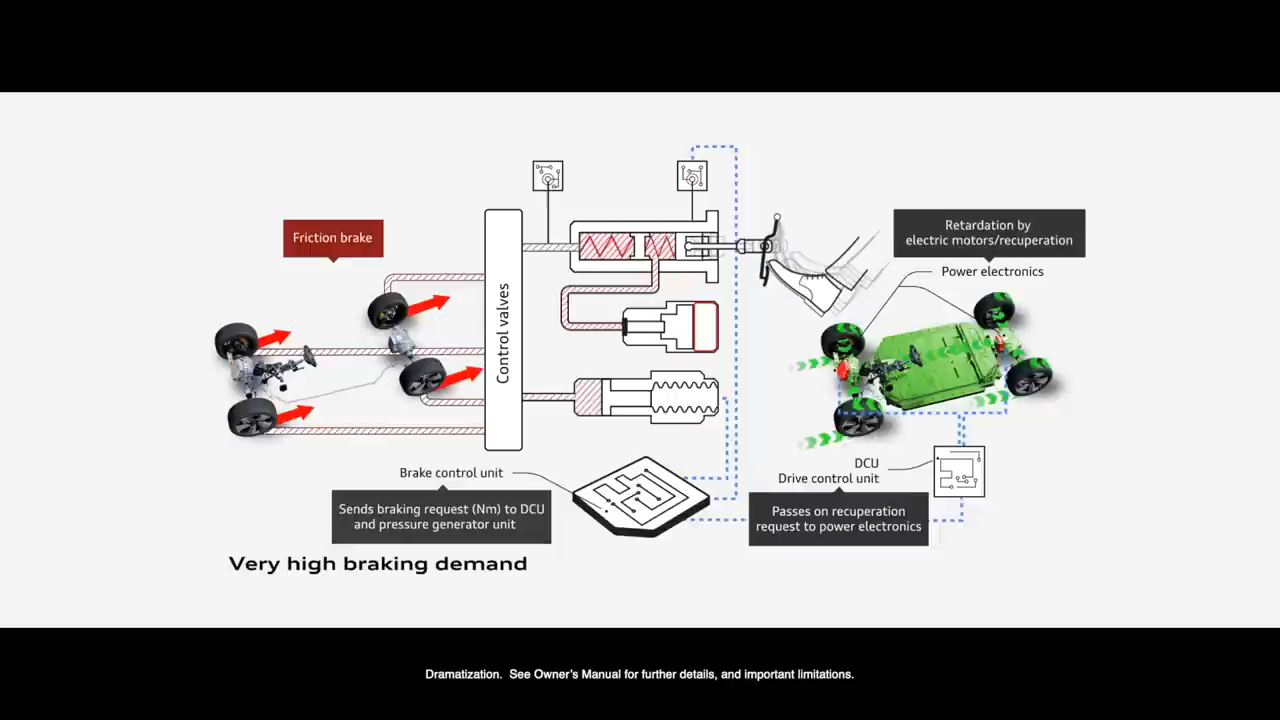 Friction brake
Control valves
Retardation by
electric motors/recuperation
Power electronics
Brake control unit
Sends braking request (Nm) to DCU
and pressure generator unit
DCU
Drive control unit
Passes on recuperation
request to power electronics
Very high braking demand
Dramatization.  See Owner's Manual for further details, and important limitations.